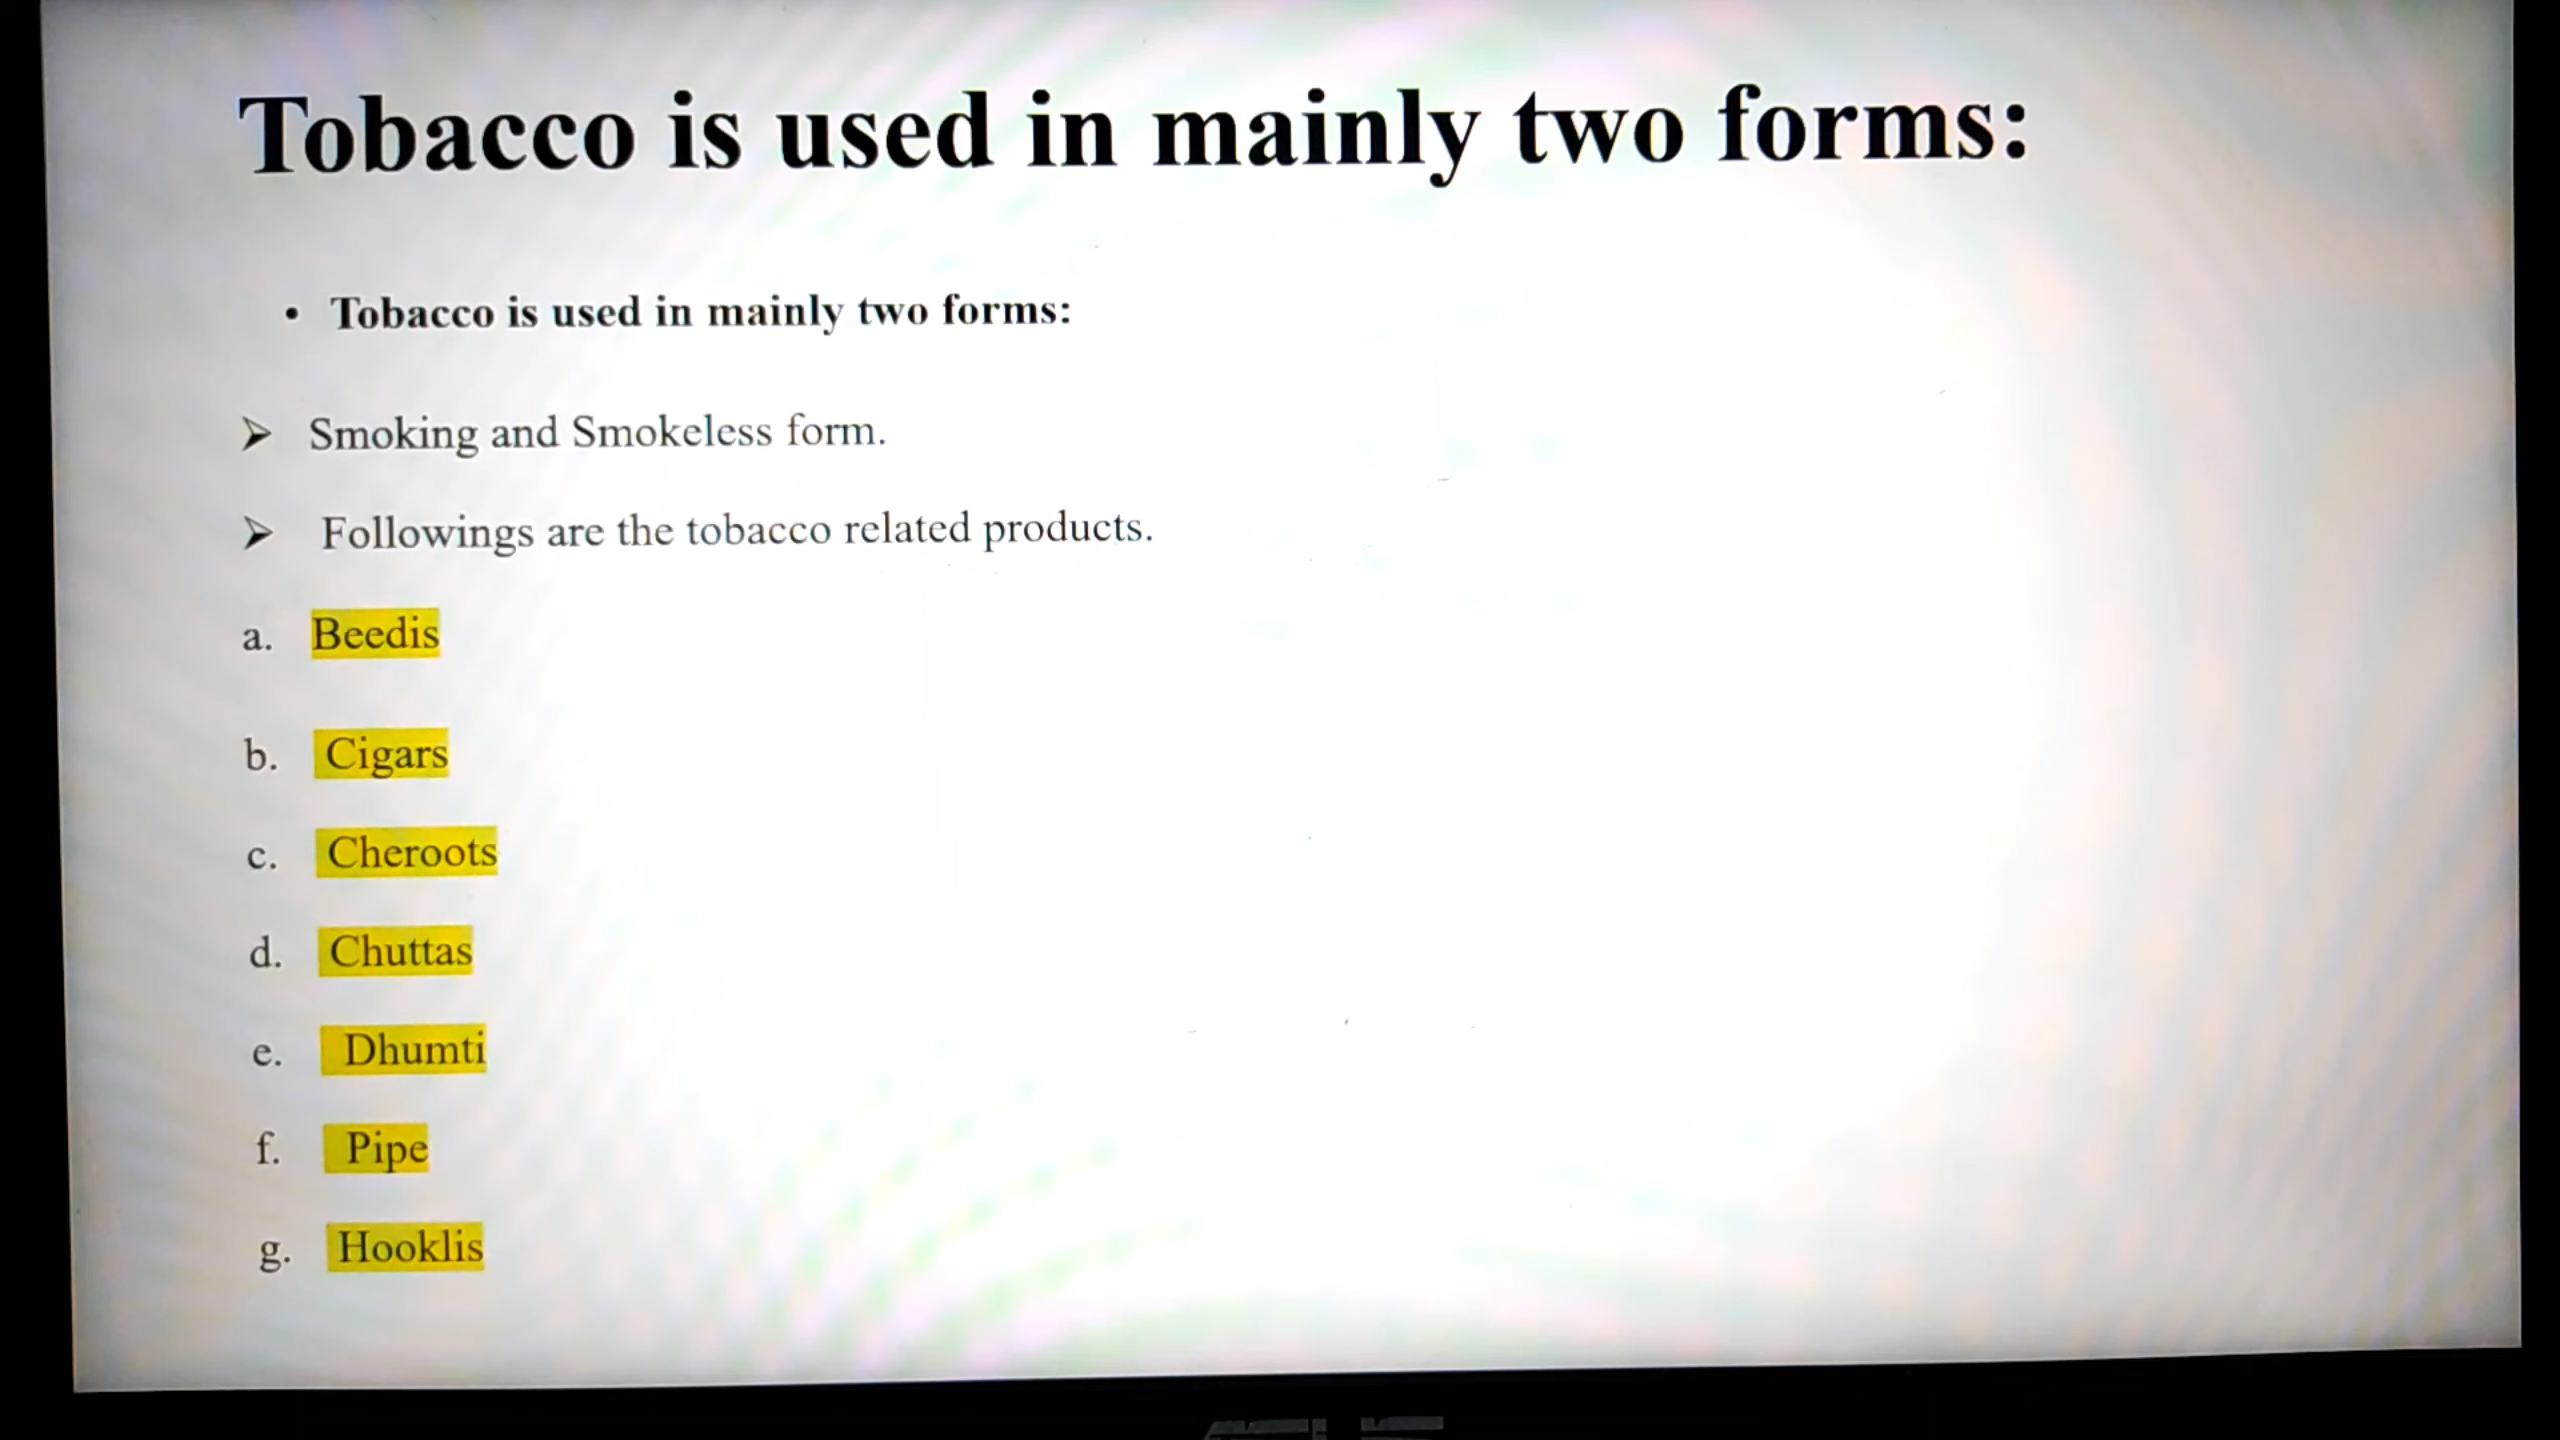 Tobacco is used in mainly two forms:
• Tobacco is used in mainly two forms:
➢ Smoking and Smokeless form.
➢ Followings are the tobacco related products.
a. Beedis
b. Cigars
c. Cheroots
d. Chuttas
e. Dhumti
f. Pipe
g. Hooklis